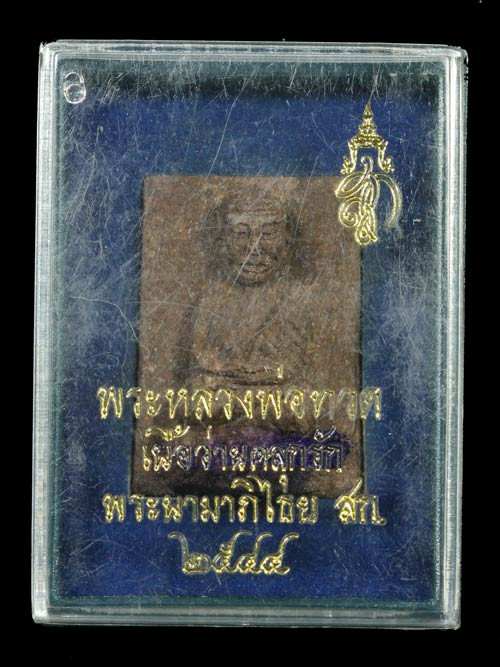 พระหลวงพ่อทวด
เนื้อว่านคลุกรัก
พระนามาภิไธย สก.
๒๕๔๔